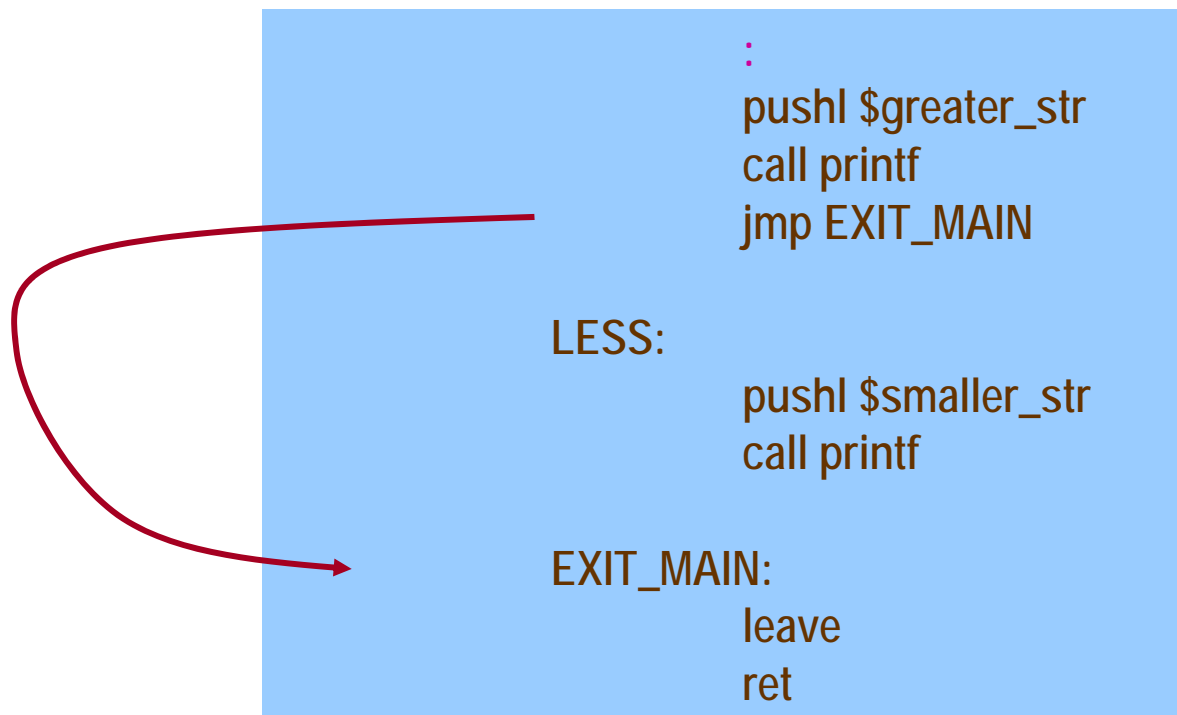 :
pushl $greater_str
call printf
jmp EXIT_MAIN
LESS:
pushl $smaller_str
call printf
EXIT_MAIN:
leave
ret